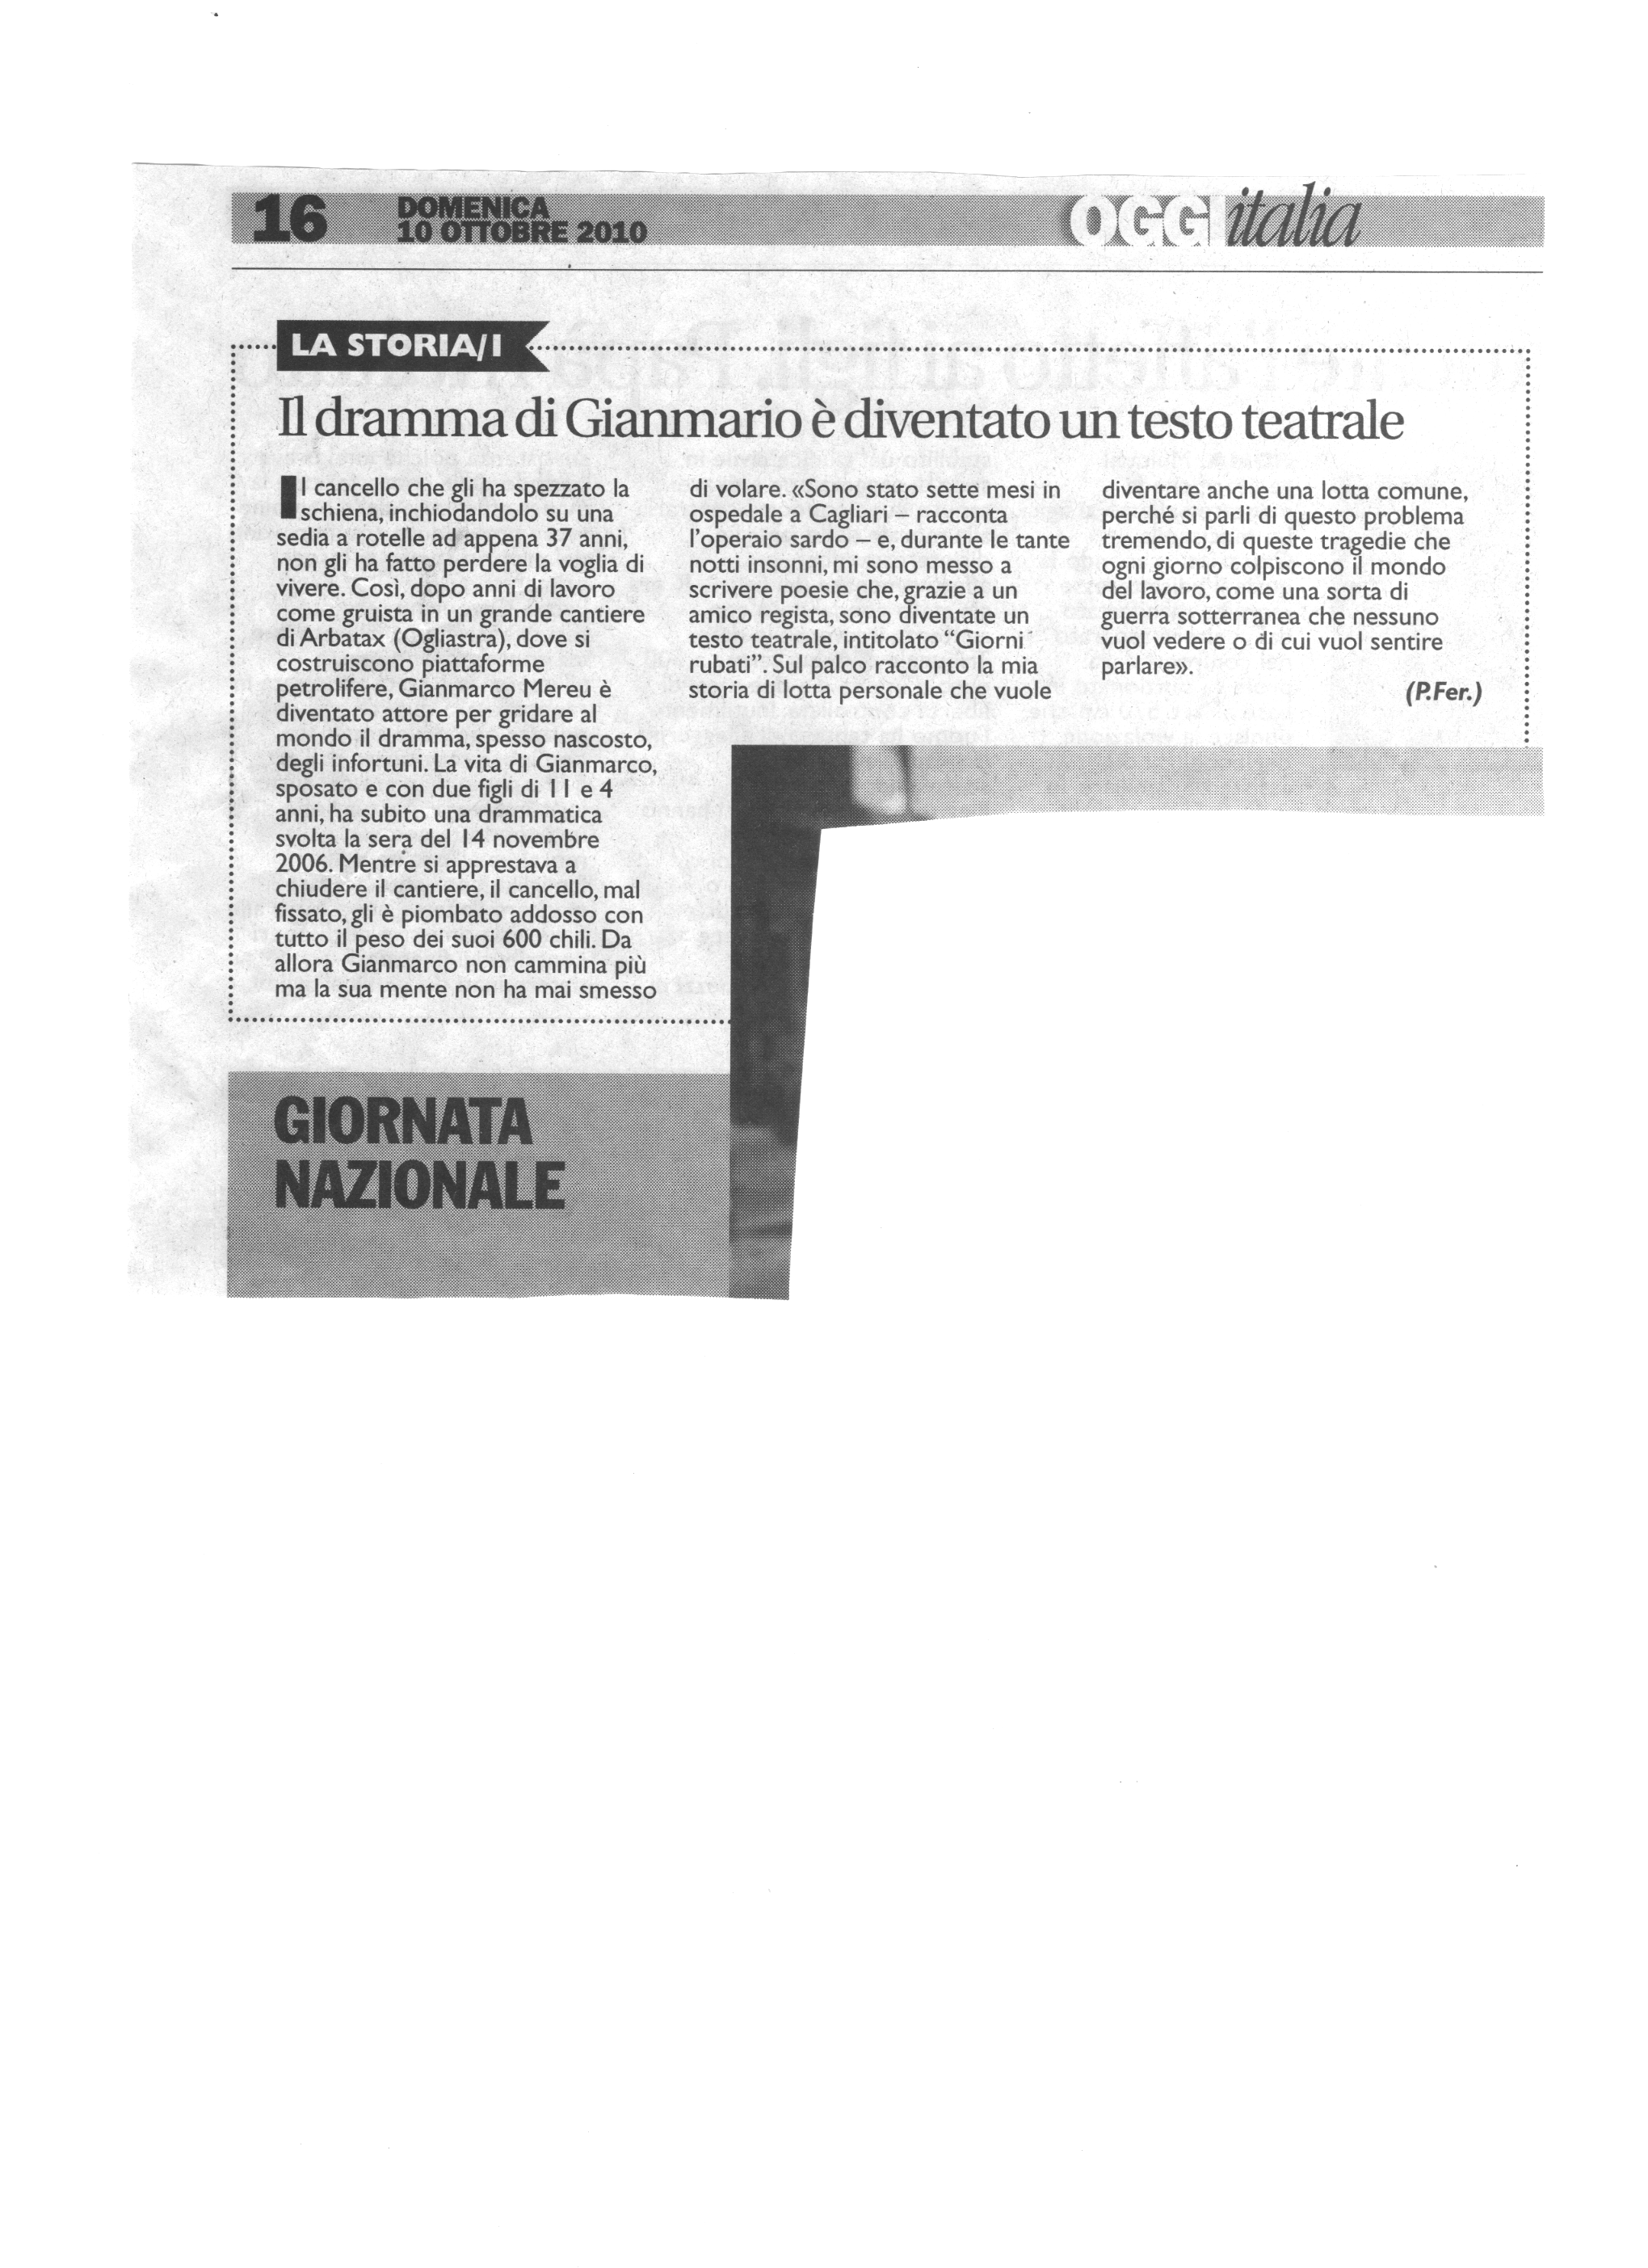 16
DOMENICA
10 OTTOBRE 2010
OGGIitalia
LA STORIA/1
Il dramma di Gianmario è diventato un testo teatrale
Il cancello che gli ha spezzato la
schiena, inchiodandolo su una
sedia a rotelle ad appena 37 anni,
non gli ha fatto perdere la voglia di
vivere. Così, dopo anni di lavoro
come gruista in un grande cantiere
di Arbatax (Ogliastra), dove si
costruiscono piattaforme
petrolifere, Gianmarco Mereu è
diventato attore per gridare al
mondo il dramma, spesso nascosto,
degli infortuni. La vita di Gianmarco,
sposato e con due figli di 11 e 4
anni, ha subito una drammatica
svolta la sera del 14 novembre
2006. Mentre si apprestava a
chiudere il cantiere, il cancello, mal
fissato, gli è piombato addosso con
tutto il peso dei suoi 600 chili. Da
allora Gianmarco non cammina più
ma la sua mente non ha mai smesso
di volare. «Sono stato sette mesi in
ospedale a Cagliari – racconta
l'operaio sardo – e, durante le tante
notti insonni, mi sono messo a
scrivere poesie che, grazie a un
amico regista, sono diventate un
testo teatrale, intitolato “Giorni
rubati”. Sul palco racconto la mia
storia di lotta personale che vuole
diventare anche una lotta comune,
perché si parli di questo problema
tremendo, di queste tragedie che
ogni giorno colpiscono il mondo
del lavoro, come una sorta di
guerra sotterranea che nessuno
vuol vedere o di cui vuol sentire
parlare».
(P.Fer.)
GIORNATA
NAZIONALE